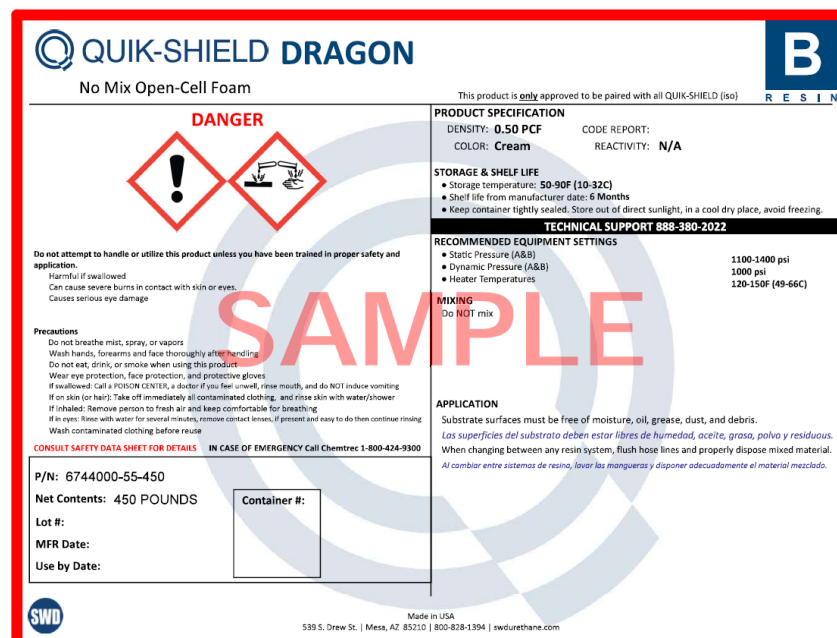 QUIK-SHIELD DRAGON
No Mix Open-Cell Foam
This product is only approved to be paired with all QUIK-SHIELD (iso)
B
RESIN
DANGER
Do not attempt to handle or utilize this product unless you have been trained in proper safety and
application.
Harmful if swallowed
Can cause severe burns in contact with skin or eyes.
Causes serious eye damage
Precautions
Do not breathe mist, spray, or vapors
Wash hands, forearms and face thoroughly after handling
Do not eat, drink, or smoke when using this product
Wear eye protection, face protection, and protective gloves
If swallowed: Call a POISON CENTER, a doctor if you feel unwell, rinse mouth, and do NOT induce vomiting
If on skin (or hair): Take off immediately all contaminated clothing, and rinse skin with water/shower
If inhaled: Remove person to fresh air and keep comfortable for breathing
If in eyes: Rinse with water for several minutes, remove contact lenses, if present and easy to do then continue rinsing
Wash contaminated clothing before reuse
CONSULT SAFETY DATA SHEET FOR DETAILS IN CASE OF EMERGENCY Call Chemtrec 1-800-424-9300
P/N: 6744000-55-450
Net Contents: 450 POUNDS
Container #:
Lot #:
MFR Date:
Use by Date:
PRODUCT SPECIFICATION
DENSITY: 0.50 PCF CODE REPORT:
COLOR: Cream REACTIVITY: N/A
STORAGE & SHELF LIFE
• Storage temperature: 50-90F (10-32C)
• Shelf life from manufacturer date: 6 Months
• Keep container tightly sealed. Store out of direct sunlight, in a cool dry place, avoid freezing.
TECHNICAL SUPPORT 888-380-2022
RECOMMENDED EQUIPMENT SETTINGS
• Static Pressure (A&B) 1100-1400 psi
• Dynamic Pressure (A&B) 1000 psi
• Heater Temperatures 120-150F (49-66C)
MIXING
Do NOT mix
SAMPLE
APPLICATION
Substrate surfaces must be free of moisture, oil, grease, dust, and debris.
Las superficies del substrato deben estar libres de humedad, aceite, grasa, polvo y residuous.
When changing between any resin system, flush hose lines and properly dispose mixed material.
Al cambiar entre sistemas de resina, lavar las mangueras y disponer adecuadamente el material mezclado.
SWD
Made in USA
539 S. Drew St. | Mesa, AZ 85210 | 800-828-1394 | swdurethane.com